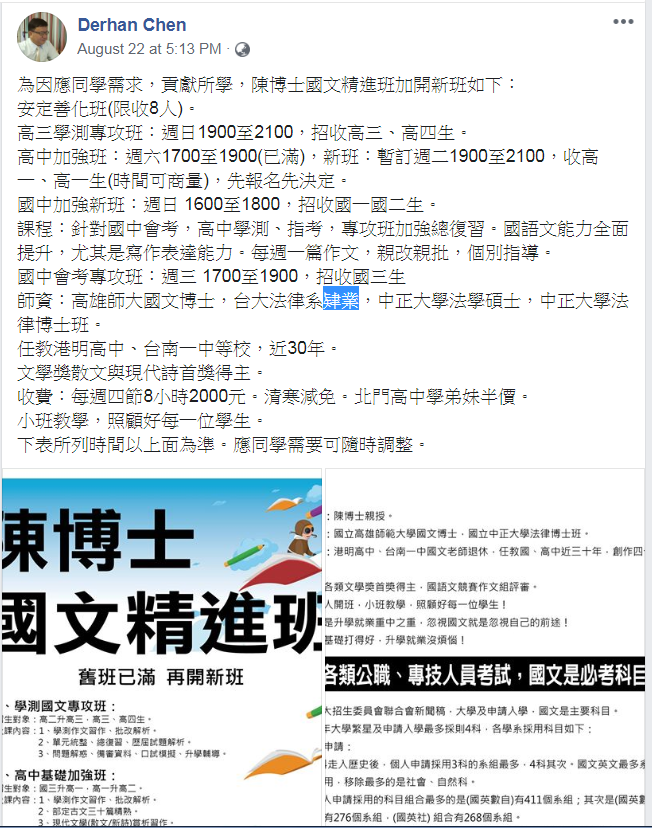 Derhan Chen
August 22 at 5:13 PM ·
為因應同學需求，貢獻所學，陳博士國文精進班加開新班如下：
安定善化班(限收8人)。
高三學測專攻班：週日1900至2100，招收高三、高四生。
高中加強班：週六1700至1900(已滿)，新班：暫訂週二1900至2100，收高
一、高一生(時間可商量)，先報名先決定。
國中加強新班：週日 1600至1800，招收國一國二生。
課程：針對國中會考，高中學測、指考，專攻班加強總復習。國語文能力全面
提升，尤其是寫作表達能力。每週一篇作文，親改親批，個別指導。
國中會考專攻班：週三 1700至1900，招收國三生
師資：高雄師大國文博士，台大法律系肄業，中正大學法學碩士，中正大學法
律博士班。
任教港明高中、台南一中等校，近30年。
文學獎散文與現代詩首獎得主。
收費：每週四節8小時2000元。清寒減免。北門高中學弟妹半價。
小班教學，照顧好每一位學生。
下表所列時間以上面為準。應同學需要可隨時調整。
陳博士
國文精進班
舊班已滿 再開新班
、學測國文專攻班：
生對象：高二升高三，高三、高四生。
課內容：1、學測作文習作、批改解析。
2、單元統整、總復習、歷屆試題解析。
3、問題解惑、備審資料、口試模擬、升學輔導。
、高中基礎加強班：
生對象：國三升高一，高一升高二。
課內容：1、學測作文習作、批改解析。
2、部定古文三十篇精熟。
3、現代文學(散文/新詩)賞析習作。
：陳博士親授。
：國立高雄師範大學國文博士，國立中正大學法律博士班。
：港明高中、台南一中國文老師退休，任教國、高中近三十年，創作四
各類文學獎首獎得主，國語文競賽作文組評審。
人開班，小班教學，照顧好每一位學生！
是升學就業重中之重，忽視國文就是忽視自己的前途！
基礎打得好，升學就業沒煩惱！
各類公職、專技人員考試，國文是必考科目
大招生委員會聯合會新聞稿，大學及申請入學，國文是主要科目。
年大學繁星及申請入學最多採用4科，各學系採用科目如下：
申請：
走入歷史後，個人申請採用3科的系組最多，4科其次。國文英文最多系
用，移除最多的是社會、自然科。
人申請採用的科目組合最多的是(國英數自)有411個系組；其次是(國英數
有276個系組，(國英社) 組合有268個系組。